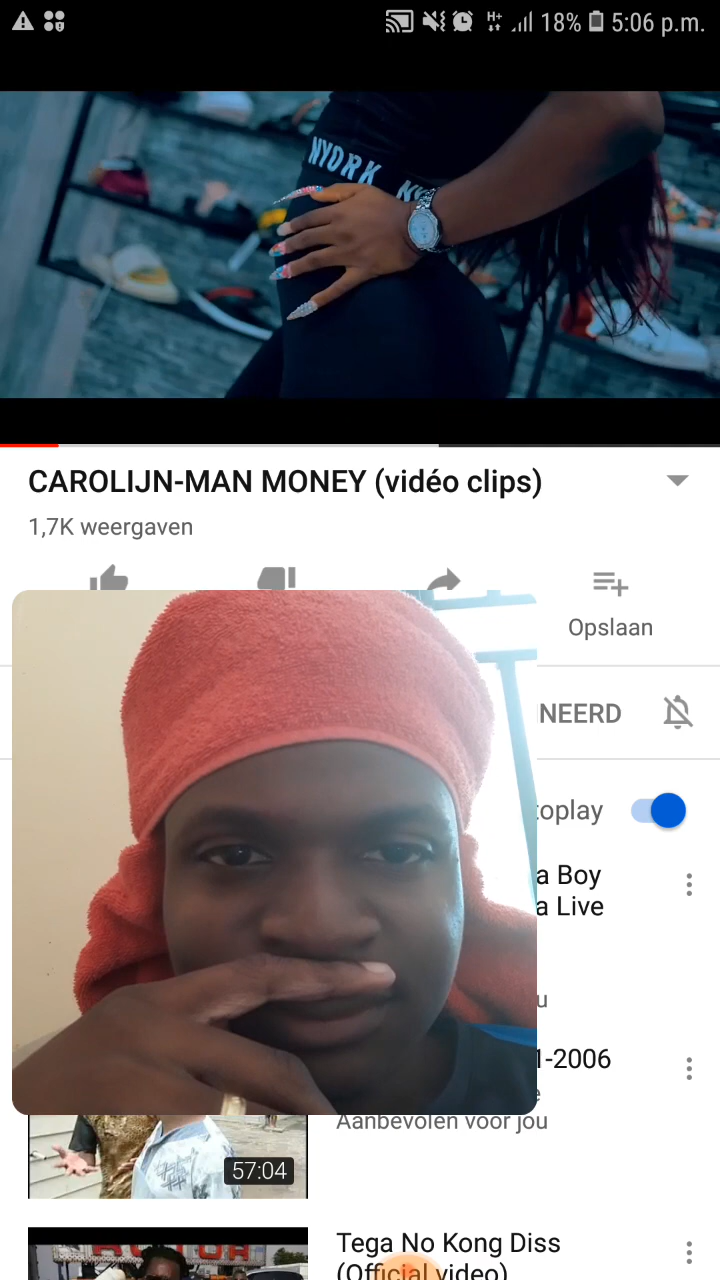 18% 5:06 p.m.
NYORK
CAROLIJN-MAN MONEY (vidéo clips)
1,7K weergaven
Opslaan
NEERD
toplay
a Boy
a Live
u
1-2006
e
Aanbevolen voor jou
57:04
Tega No Kong Diss
(Official video)